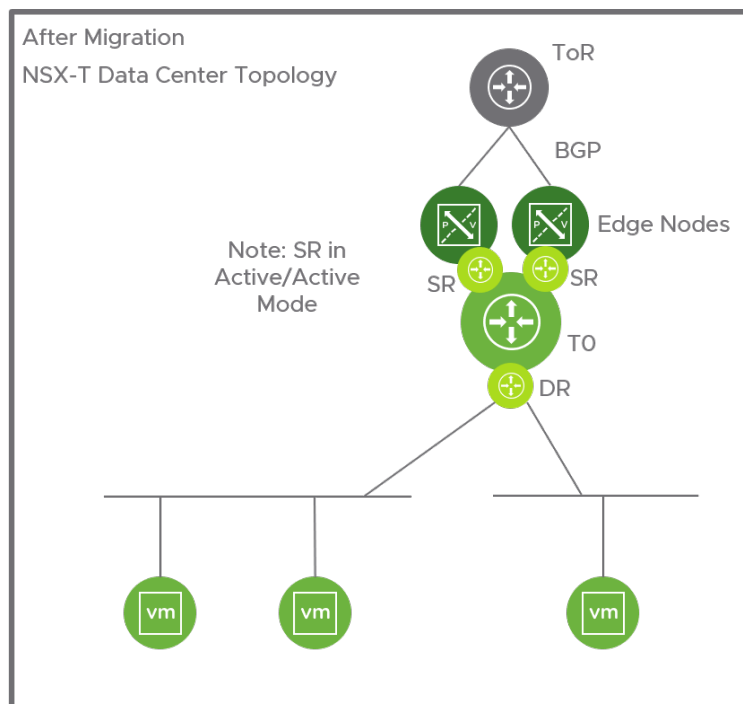 After Migration
NSX-T Data Center Topology
ToR
BGP
P V
P V
Edge Nodes
Note: SR in
Active/Active
Mode
SR
SR
T0
DR
vm
vm
vm